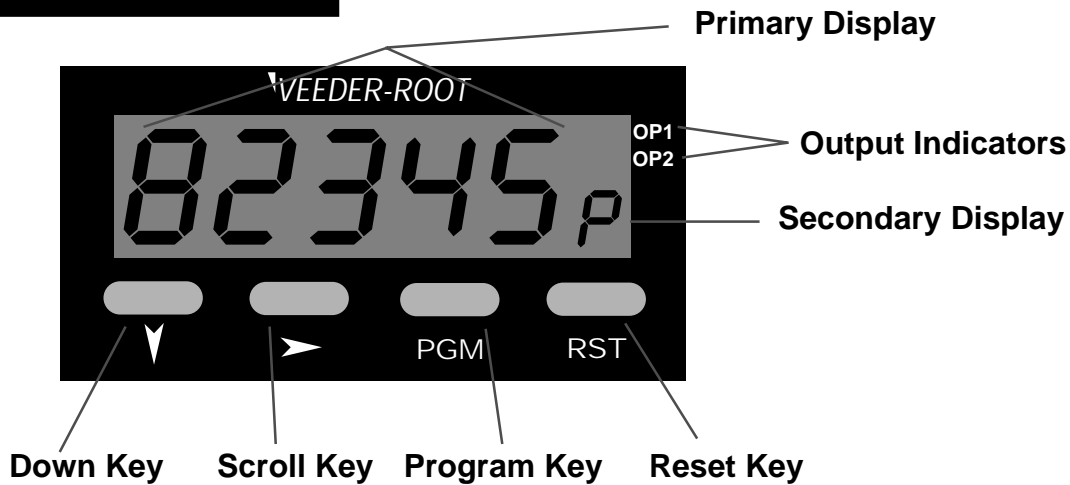 Primary Display
VEEDER-ROOT
OP1
OP2
Output Indicators
82345P
Secondary Display
PGM
RST
Down Key
Scroll Key
Program Key
Reset Key